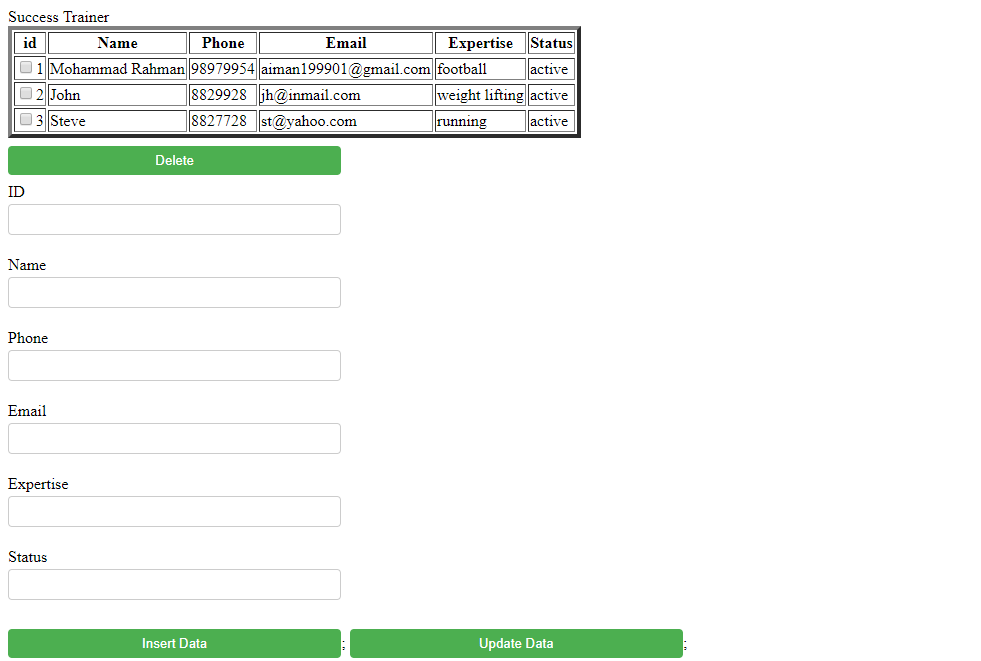 Success Trainer
id Name Phone Email Expertise Status
1 Mohammad Rahman 98979954 aiman199901@gmail.com football active
2 John 8829928 jh@inmail.com weight lifting active
3 Steve 8827728 st@yahoo.com running active
Delete
ID
Name
Phone
Email
Expertise
Status
Insert Data ; Update Data ;